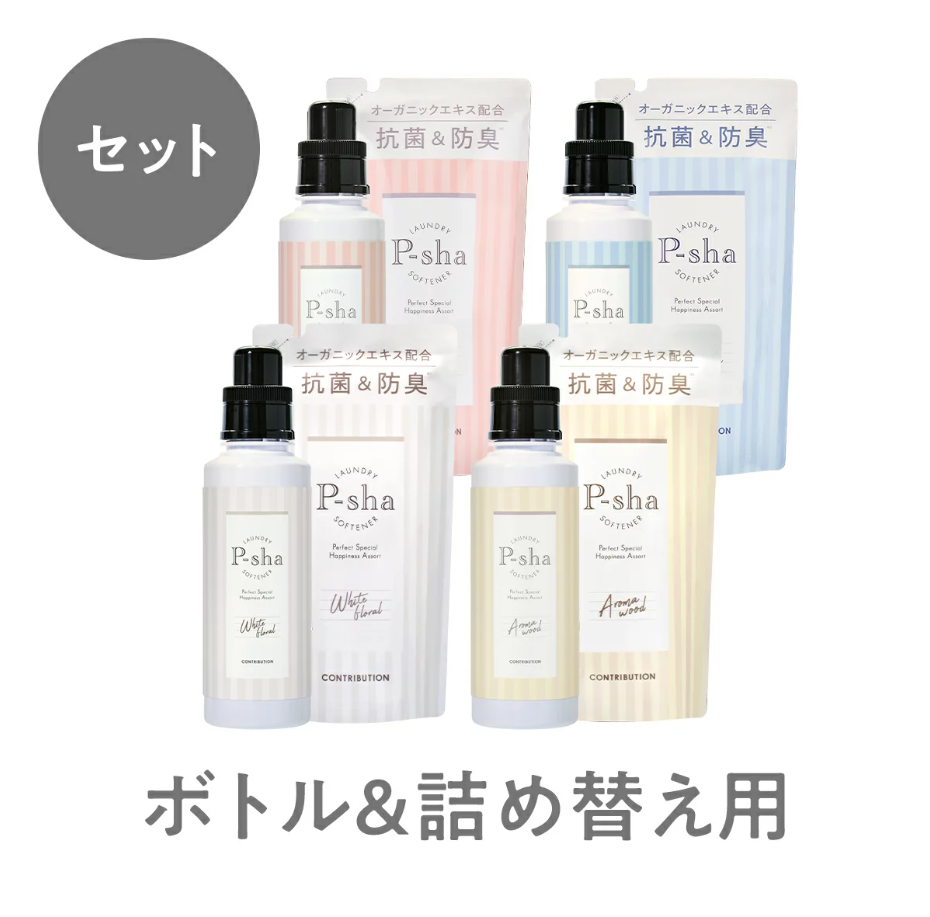 セット
オーガニックエキス配合
抗菌&防臭
LAUNDRY
P-sha
SOFTENER
Perfect Special
Happiness Assort
LAUNDRY
P-sha
オーガニックエキス配合
抗菌&防臭
LAUNDRY
P-sha
SOFTENER
Perfect Special
Happiness Assort
LAUNDRY
P-sha
ON
ION
オーガニックエキス配合
抗菌&防臭
LAUNDRY
P-sha
SOFTENER
Perfect Special
Happiness Assort
White
floral
CONTRIBUTION
LAUNDRY
P-sha
SOFTENER
Perfect Special
Happiness Assort
White
floral
CONTRIBUTION
オーガニックエキス配合
抗菌&防臭
LAUNDRY
P-sha
SOFTENER
Perfect Special
Happiness Assort
Aroma
wood
CONTRIBUTION
LAUNDRY
P-sha
SOFTENER
Perfect Special
Happiness Assort
Aroma
wood
CONTRIBUTION
ボトル&詰め替え用